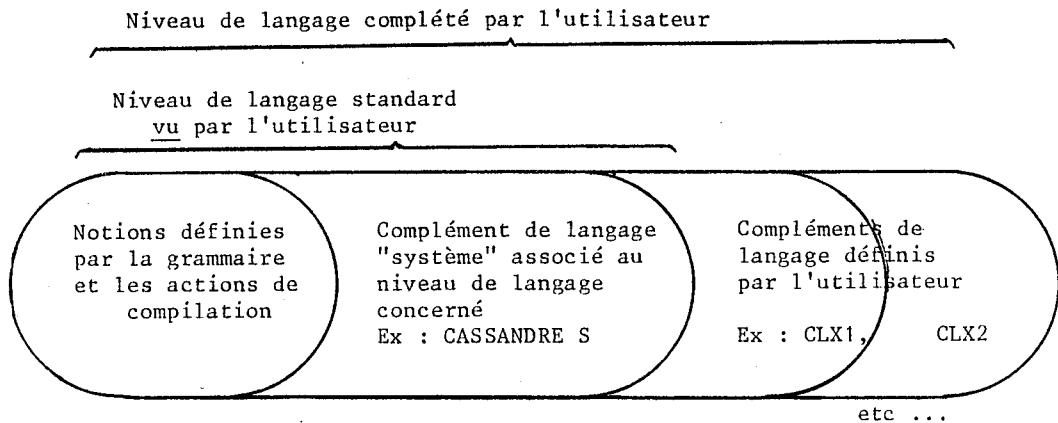 Niveau de langage complété par l'utilisateur
Niveau de langage standard
vu par l'utilisateur
Notions définies
par la grammaire
et les actions de
compilation
Complément de langage
"système" associé au
niveau de langage
concerné
Ex : CASSANDRE S
Compléments de
langage définis
par l'utilisateur
Ex : CLX1, CLX2
etc ...